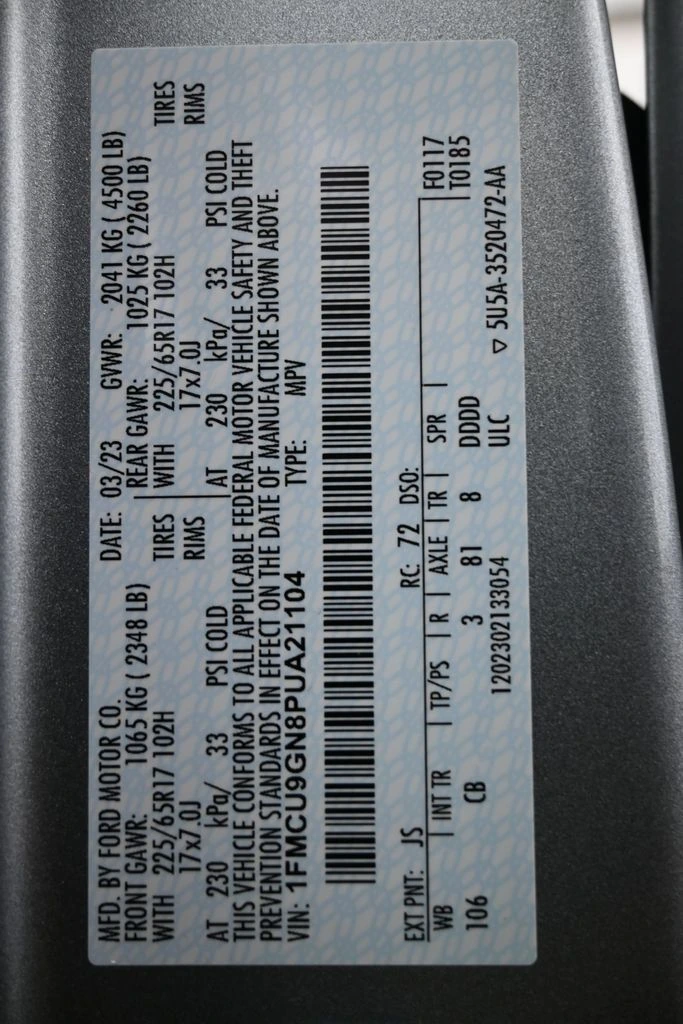 MFD. BY FORD MOTOR CO. DATE: 03/23 GVWR: 2041 KG ( 4500 LB)
FRONT GAWR: 1065 KG ( 2348 LB) REAR GAWR: 1025 KG ( 2260 LB)
WITH 225/65R17 102H TIRES WITH 225/65R17 102H TIRES
17x7.0J RIMS 17x7.0J RIMS
AT 230 kPa/ 33 PSI COLD AT 230 kPa/ 33 PSI COLD
THIS VEHICLE CONFORMS TO ALL APPLICABLE FEDERAL MOTOR VEHICLE SAFETY AND THEFT
PREVENTION STANDARDS IN EFFECT ON THE DATE OF MANUFACTURE SHOWN ABOVE.
VIN: 1FMCU9GN8PUA21104 TYPE: MPV
EXT PNT: JS RC: 72 DSO: F0117
WB | INT TR | TP/PS | R | AXLE | TR | SPR | T0185
106 CB 3 81 8 DDDD
1202302133054 ULC ▽ 5U5A-3520472-AA